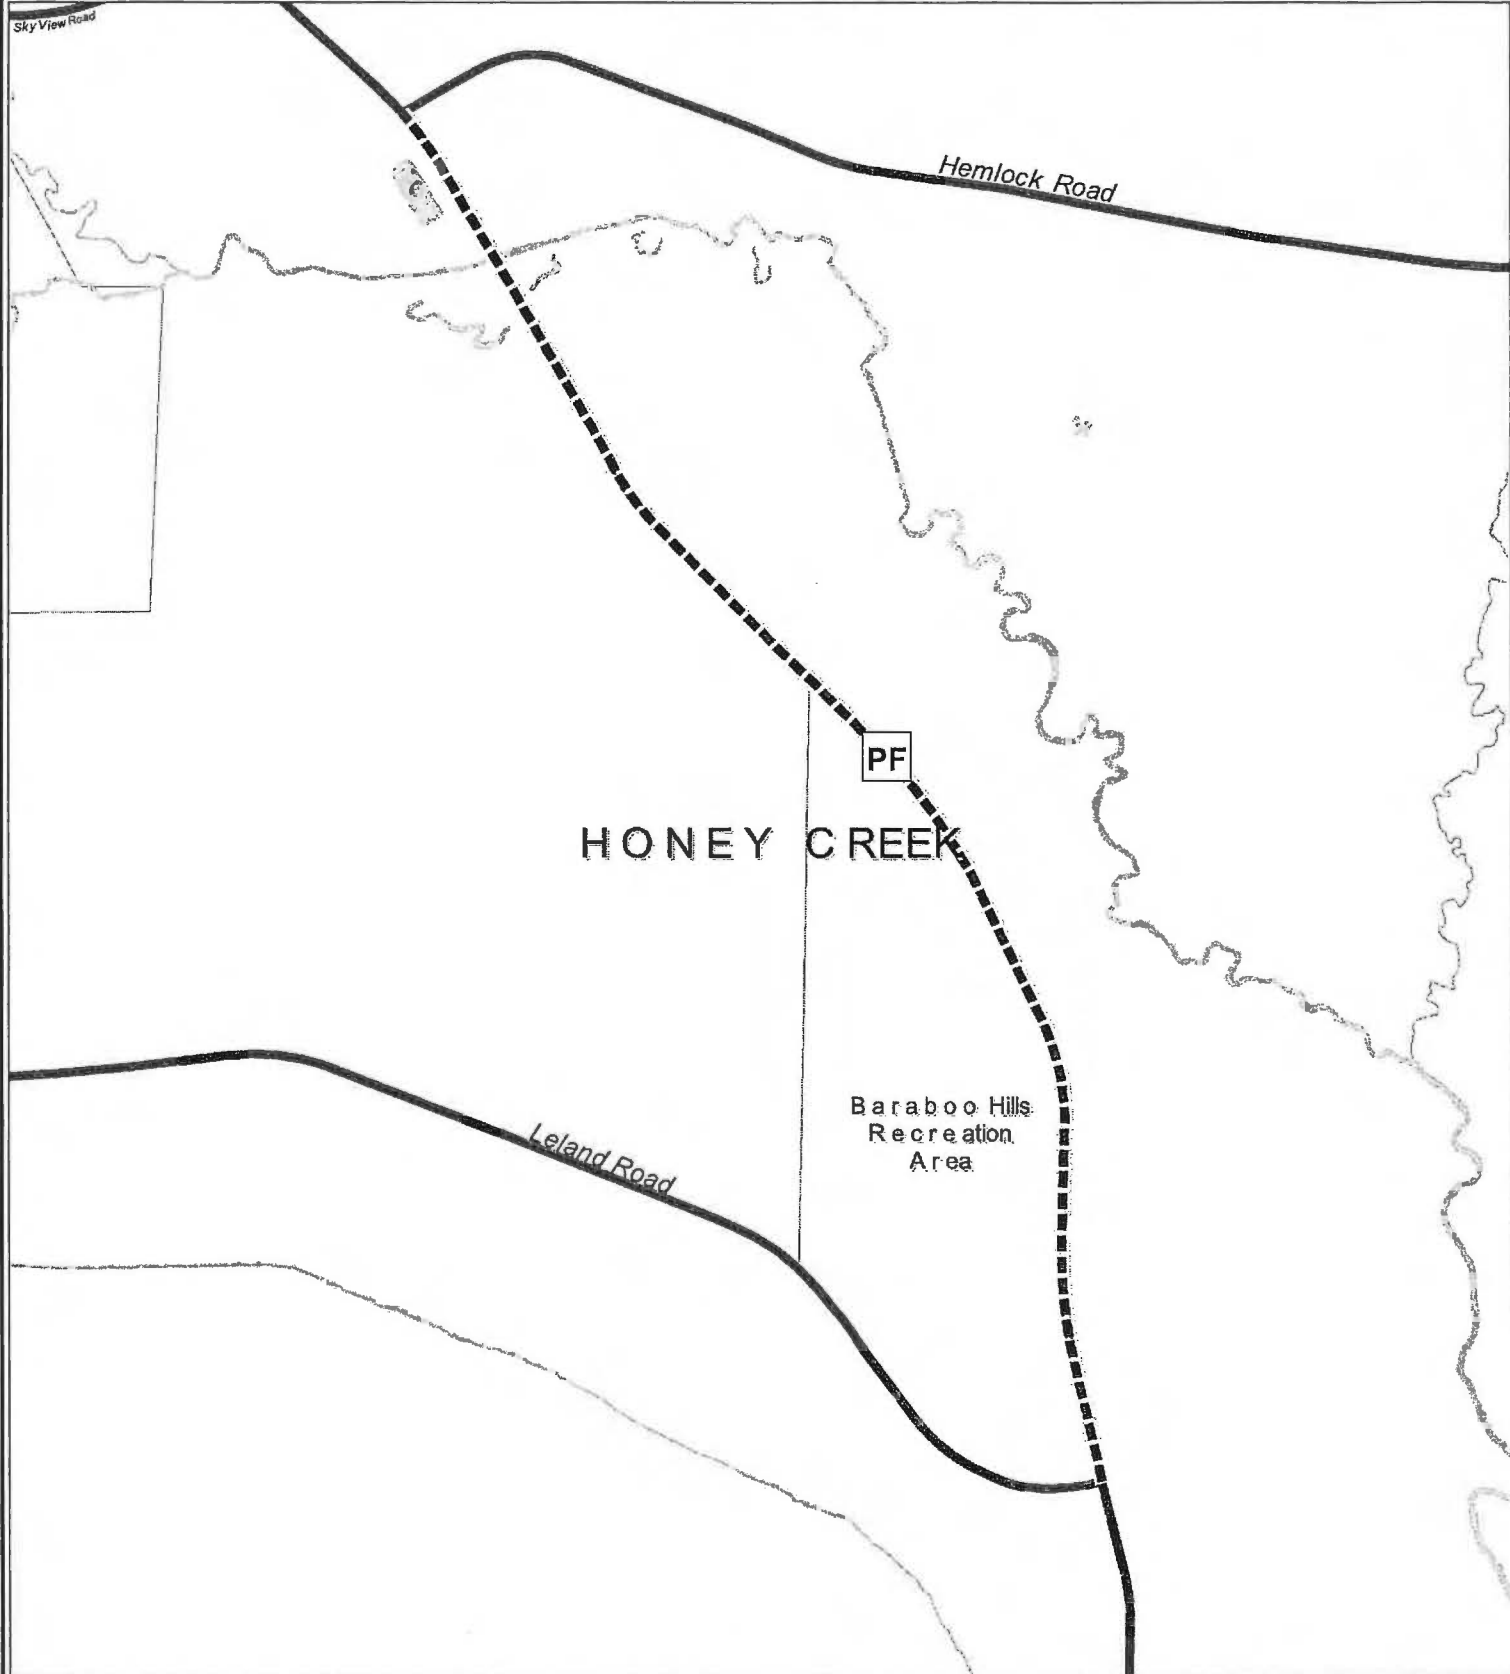 Sky View Road
Hemlock Road
PF
HONEY CREEK
Baraboo Hills
Recreation
Area
Leland Road